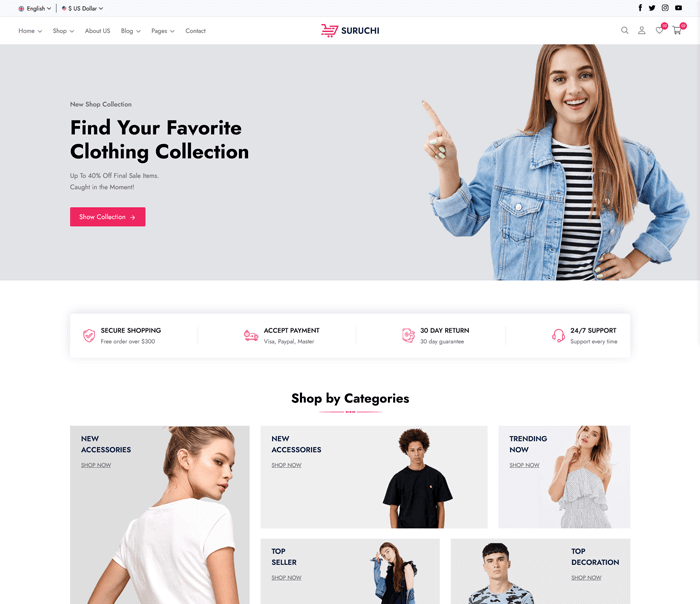 English
$ US Dollar
Home
Shop
About US
Blog
Pages
Contact
SURUCHI
New Shop Collection
Find Your Favorite
Clothing Collection
Up To 40% Off Final Sale Items.
Caught in the Moment!
Show Collection
SECURE SHOPPING
Free order over $300
ACCEPT PAYMENT
Visa, Paypal, Master
30 DAY RETURN
30 day guarantee
24/7 SUPPORT
Support every time
Shop by Categories
NEW
ACCESSORIES
SHOP NOW
NEW
ACCESSORIES
SHOP NOW
TRENDING
NOW
SHOP NOW
TOP
SELLER
SHOP NOW
TOP
DECORATION
SHOP NOW